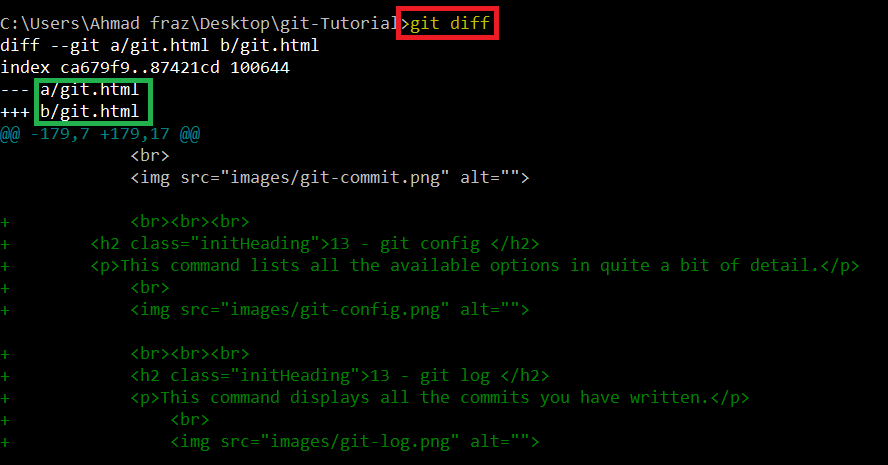 C:\Users\Ahmad fraz\Desktop\git-Tutorial>git diff
diff --git a/git.html b/git.html
index ca679f9..87421cd 100644
--- a/git.html
+++ b/git.html
@@ -179,7 +179,17 @@
<br>
<img src="images/git-commit.png" alt="">
+ <br><br><br>
+ <h2 class="initHeading">13 - git config </h2>
+ <p>This command lists all the available options in quite a bit of detail.</p>
+ <br>
+ <img src="images/git-config.png" alt="">
+ <br><br><br>
+ <h2 class="initHeading">13 - git log </h2>
+ <p>This command displays all the commits you have written.</p>
+ <br>
+ <img src="images/git-log.png" alt="">